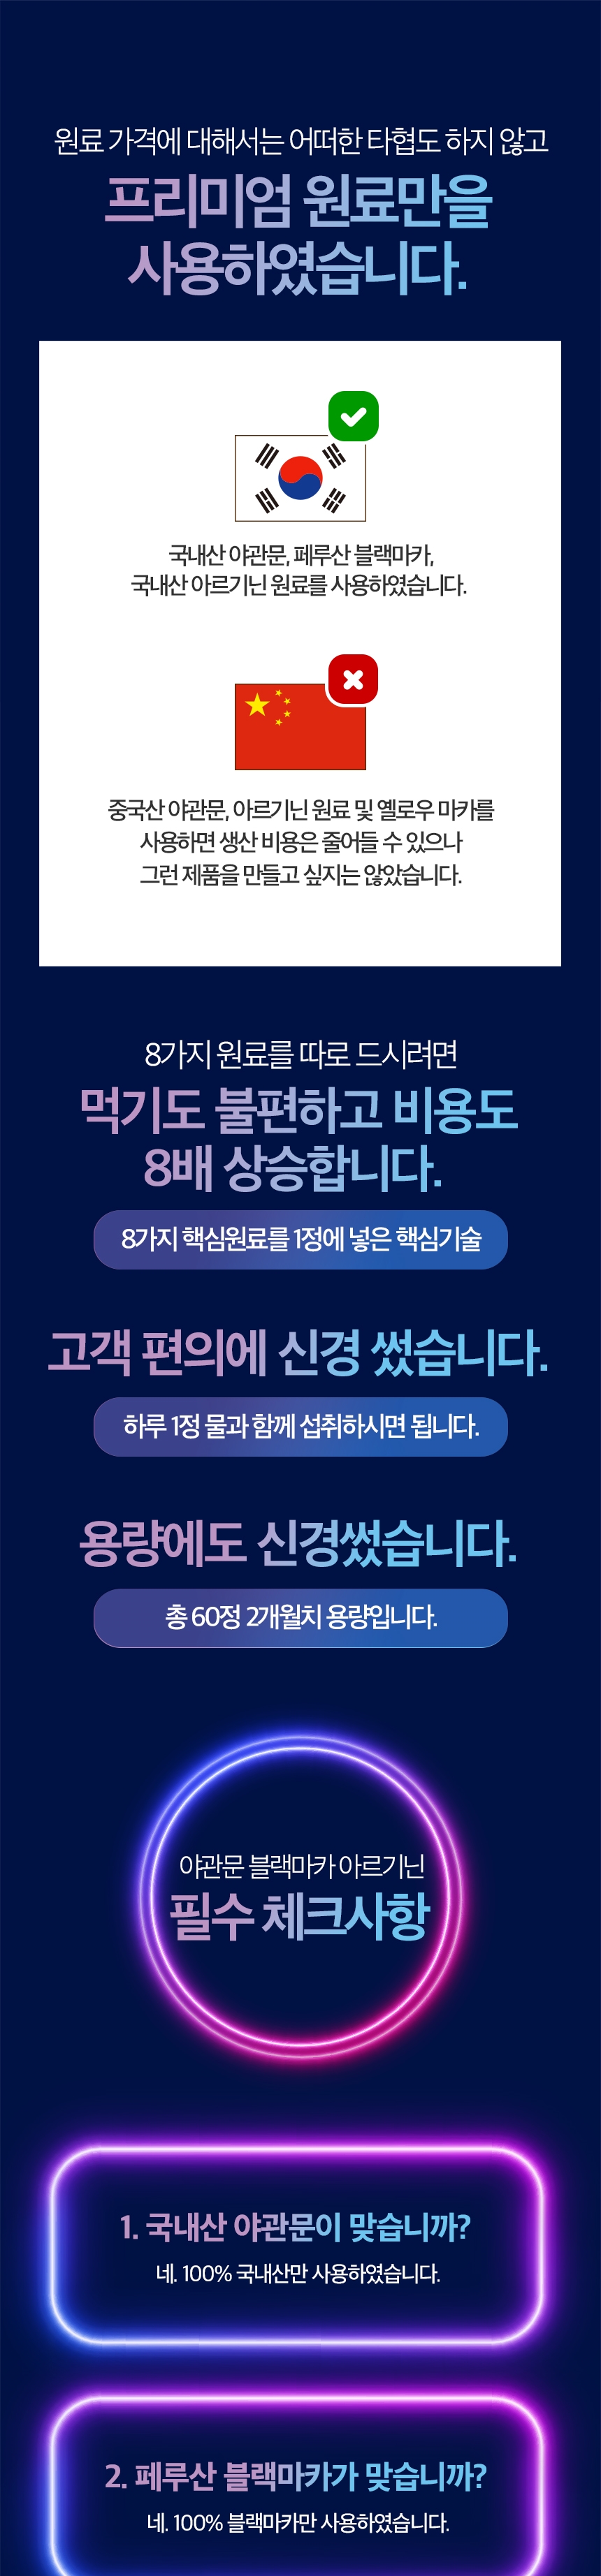 원료 가격에 대해서는 어떠한 타협도 하지 않고
프리미엄 원료만을
사용하였습니다.
국내산 야관문, 페루산 블랙마카,
국내산 아르기닌 원료를 사용하였습니다.
중국산 야관문, 아르기닌 원료 및 옐로우 마카를
사용하면 생산 비용은 줄어들 수 있으나
그런 제품을 만들고 싶지는 않았습니다.
8가지 원료를 따로 드시려면
먹기도 불편하고 비용도
8배 상승합니다.
8가지 핵심원료를 1정에 넣은 핵심기술
고객 편의에 신경 썼습니다.
하루 1정 물과 함께 섭취하시면 됩니다.
용량에도 신경썼습니다.
총 60정 2개월치 용량입니다.
야관문 블랙마카 아르기닌
필수 체크사항
1. 국내산 야관문이 맞습니까?
네. 100% 국내산만 사용하였습니다.
2. 페루산 블랙마카가 맞습니까?
네. 100% 블랙마카만 사용하였습니다.